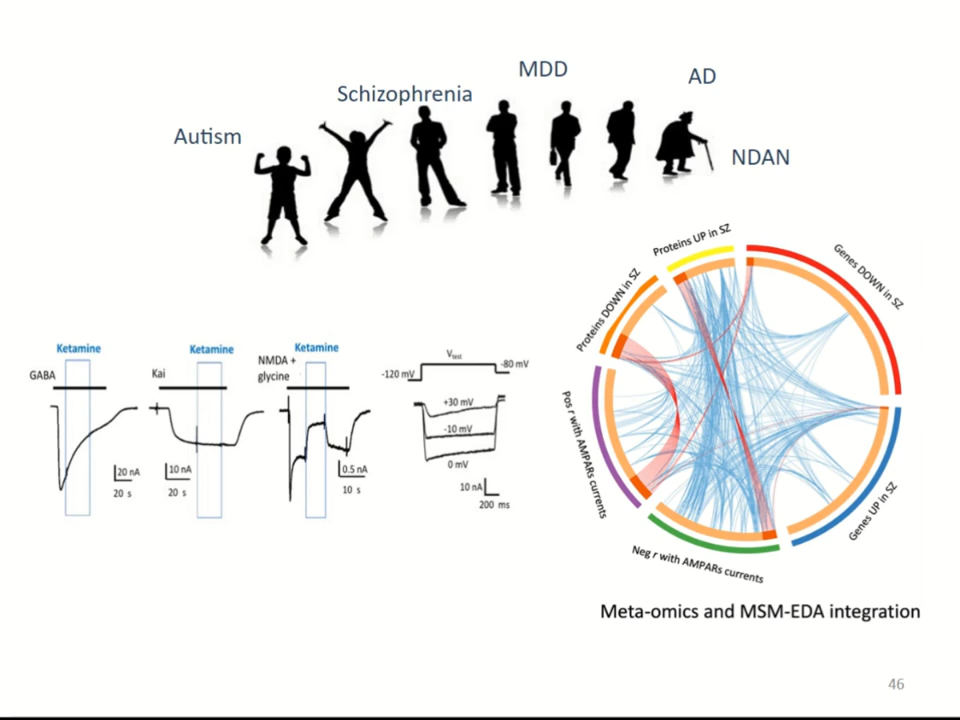 MDD
AD
Schizophrenia
Autism
NDAN
Proteins UP in SZ
Genes DOWN in SZ
Proteins DOWN in SZ
Pos r with AMPARs currents
Neg r with AMPARs currents
Genes UP in SZ
Ketamine
GABA
20 nA
20 s
Ketamine
Kai
10 nA
20 s
Ketamine
NMDA +
glycine
0.5 nA
10 s
Vtest
-120 mV
-80 mV
+30 mV
-10 mV
0 mV
10 nA
200 ms
Meta-omics and MSM-EDA integration
46